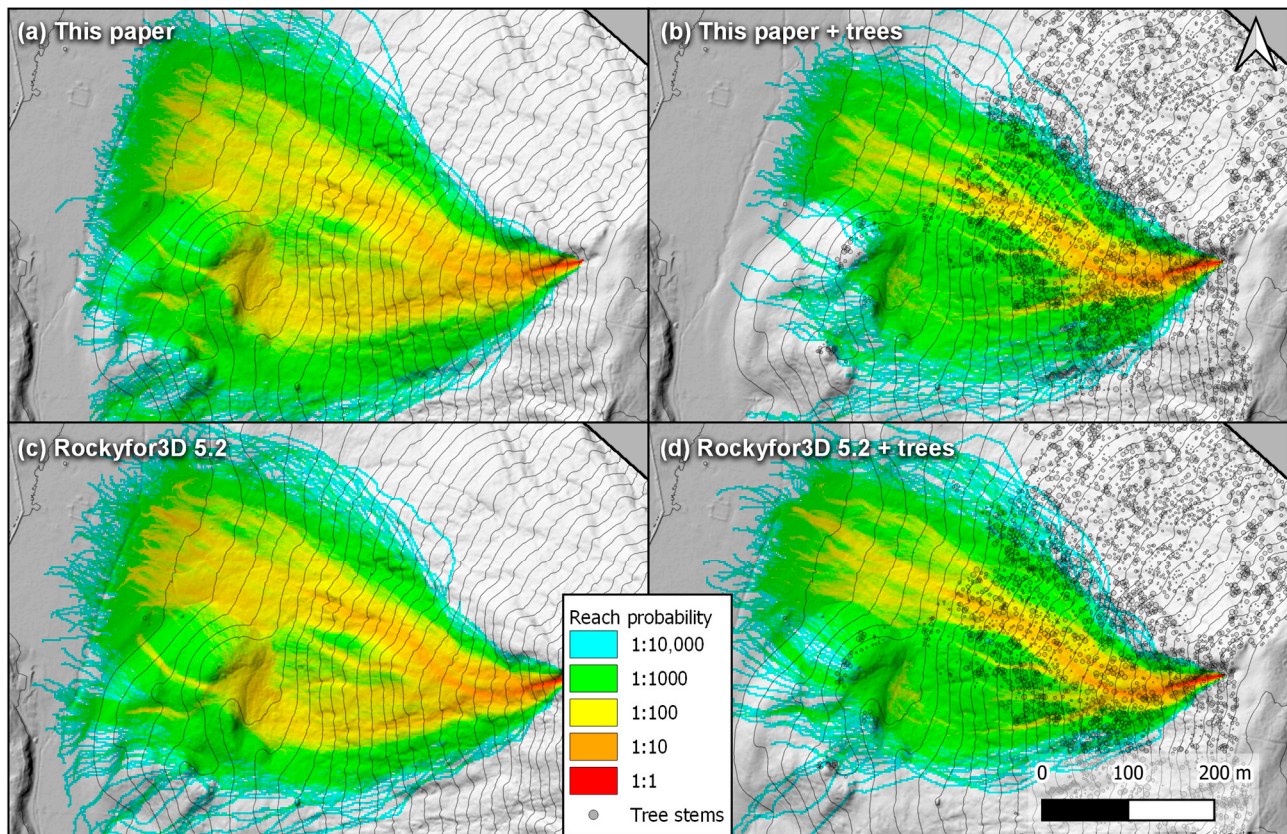 (a) This paper
(b) This paper + trees
(c) Rockyfor3D 5.2
(d) Rockyfor3D 5.2 + trees
Reach probability
1:10,000
1:1000
1:100
1:10
1:1
Tree stems
0 100 200 m